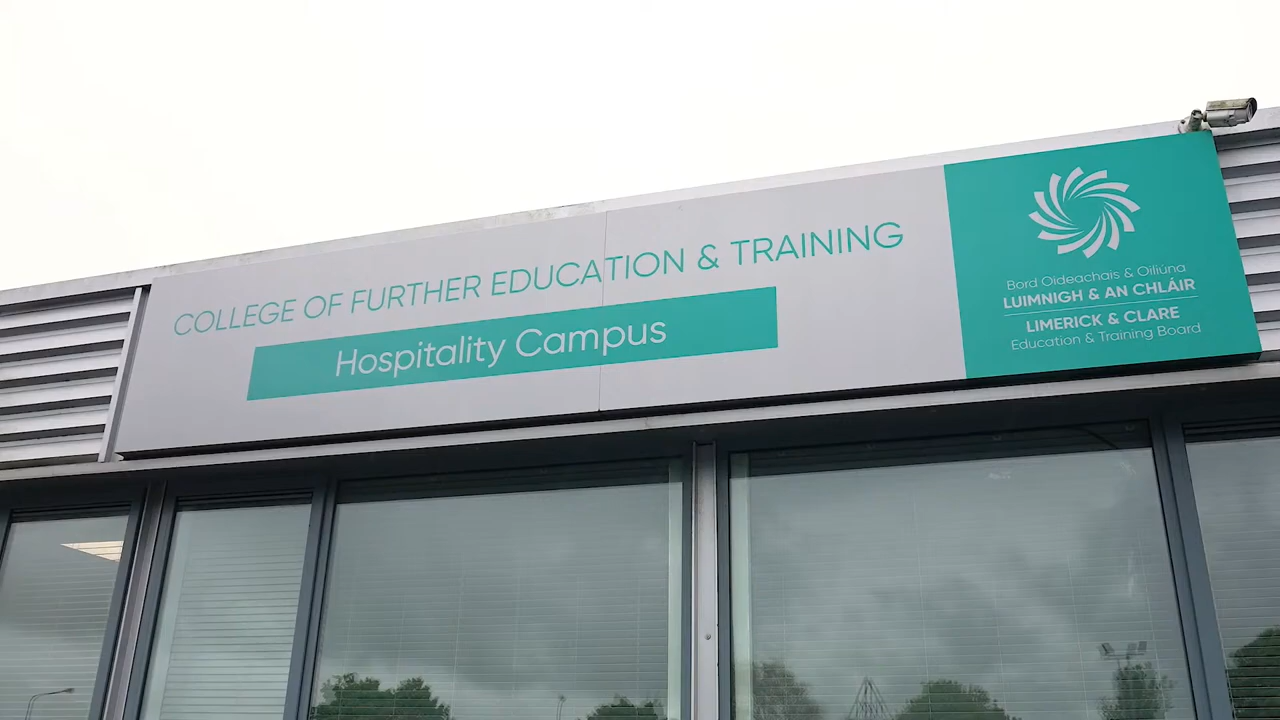 COLLEGE OF FURTHER EDUCATION & TRAINING
Hospitality Campus
Bord Oideachais & Oiliúna
LUIMNIGH & AN CHLÁIR
LIMERICK & CLARE
Education & Training Board